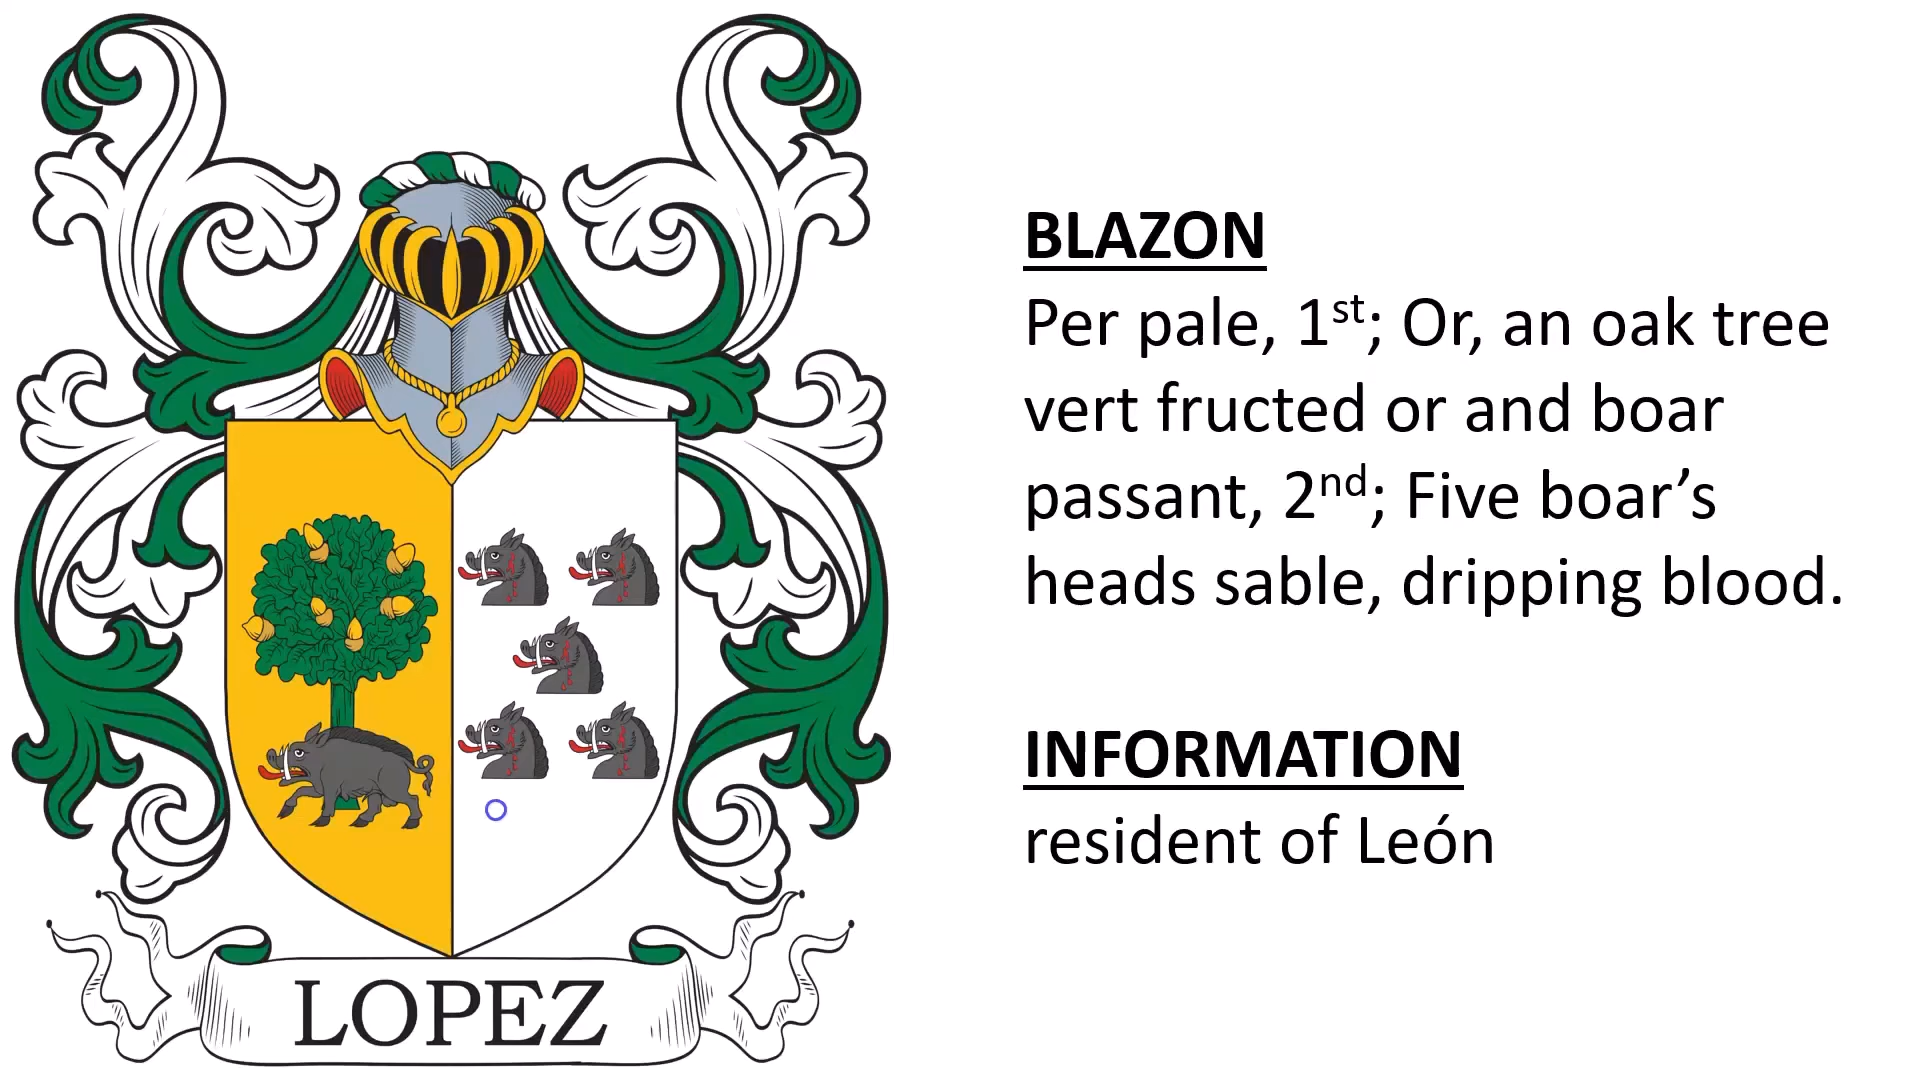 BLAZON
Per pale, 1st; Or, an oak tree
vert fructed or and boar
passant, 2nd; Five boar’s
heads sable, dripping blood.
INFORMATION
resident of León
LOPEZ